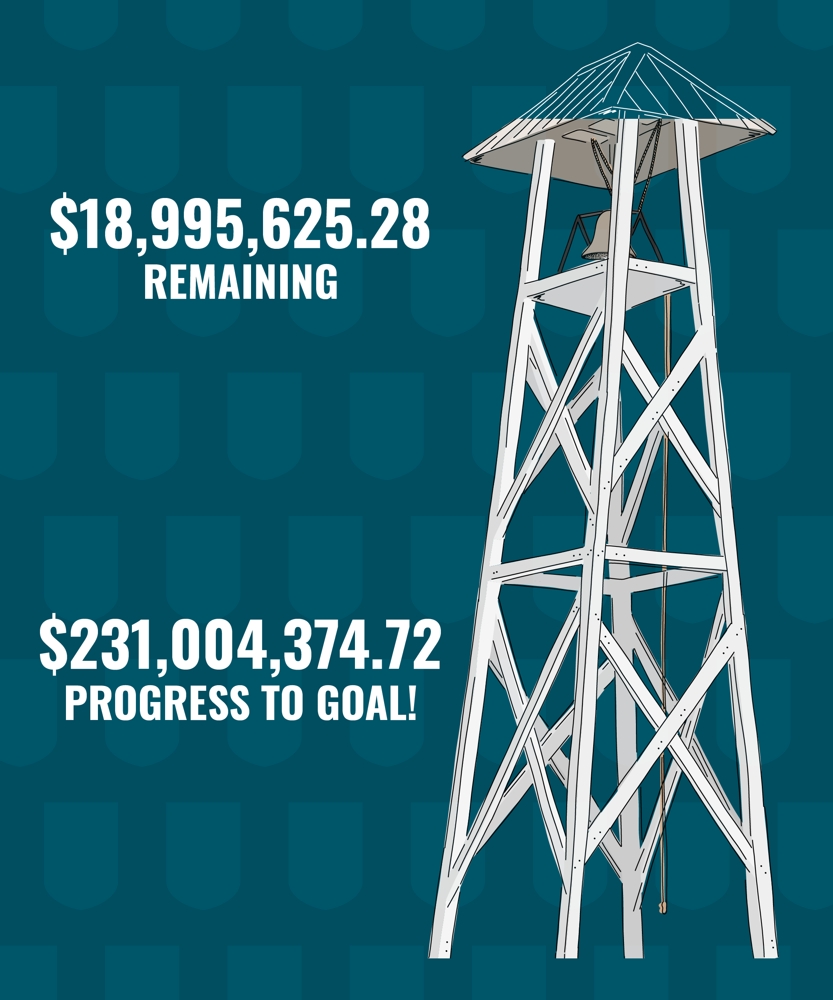 $18,995,625.28
REMAINING
$231,004,374.72
PROGRESS TO GOAL!